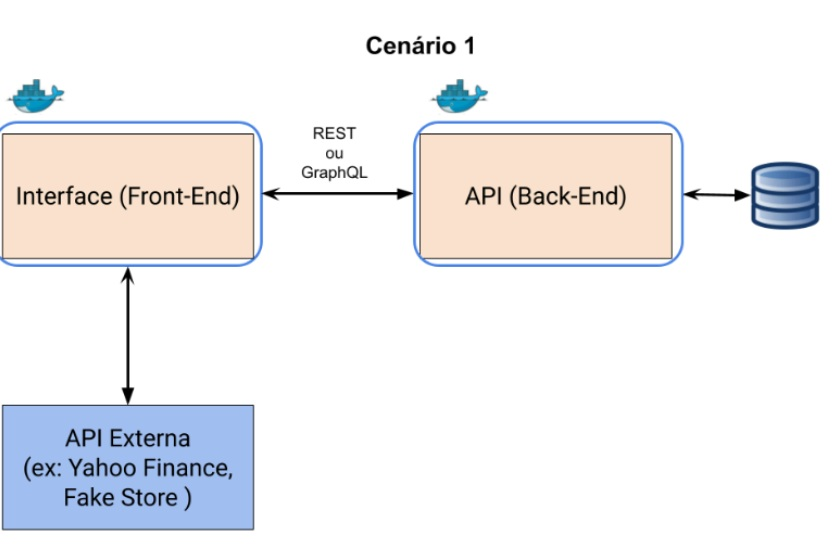 Cenário 1
REST
ou
GraphQL
Interface (Front-End)
API (Back-End)
API Externa
(ex: Yahoo Finance,
Fake Store )